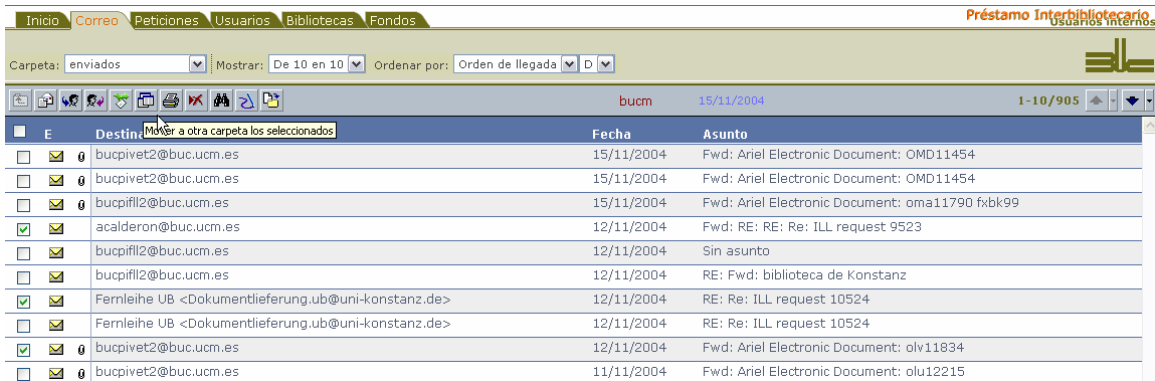 Inicio Correo Peticiones Usuarios Bibliotecas Fondos Préstamo Interbibliotecario
Usuarios internos
Carpeta: enviados Mostrar: De 10 en 10 Ordenar por: Orden de llegada D
bucm 15/11/2004 1-10/905
Mover a otra carpeta los seleccionados
E Destina Fecha Asunto
bucpivet2@buc.ucm.es 15/11/2004 Fwd: Ariel Electronic Document: OMD11454
bucpivet2@buc.ucm.es 15/11/2004 Fwd: Ariel Electronic Document: OMD11454
bucpifll2@buc.ucm.es 15/11/2004 Fwd: Ariel Electronic Document: oma11790 fxbk99
acalderon@buc.ucm.es 12/11/2004 Fwd: RE: RE: Re: ILL request 9523
bucpifll2@buc.ucm.es 12/11/2004 Sin asunto
bucpifll2@buc.ucm.es 12/11/2004 RE: Fwd: biblioteca de Konstanz
Fernleihe UB <Dokumentlieferung.ub@uni-konstanz.de> 12/11/2004 RE: Re: ILL request 10524
Fernleihe UB <Dokumentlieferung.ub@uni-konstanz.de> 12/11/2004 RE: Re: ILL request 10524
bucpivet2@buc.ucm.es 12/11/2004 Fwd: Ariel Electronic Document: olv11834
bucpivet2@buc.ucm.es 11/11/2004 Fwd: Ariel Electronic Document: olu12215